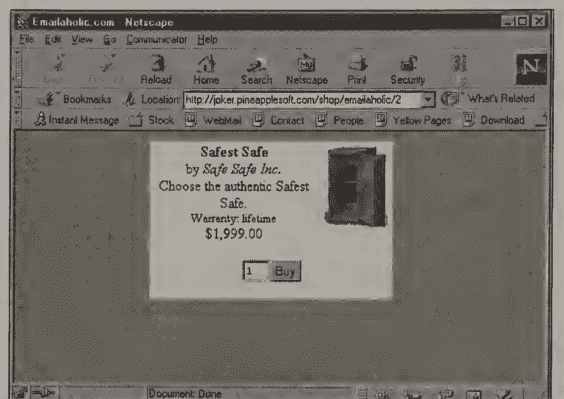 Emailaholic.com - Netscape
File Edit View Go Communicator Help
Reload Home Search Netscape Print Security
Bookmarks Location: http://joker.pineapplesoft.com/shop/emailaholic/2 What's Related
Instant Message Stock WebMail Contact People Yellow Pages Download
Safest Safe
by Safe Safe Inc.
Choose the authentic Safest
Safe.
Warranty: lifetime
$1,999.00
1 Buy
Document: Done